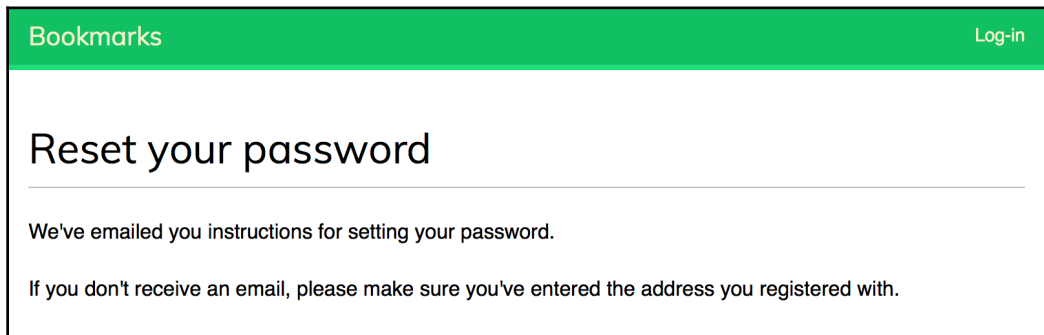 Bookmarks Log-in
Reset your password
We've emailed you instructions for setting your password.
If you don't receive an email, please make sure you've entered the address you registered with.